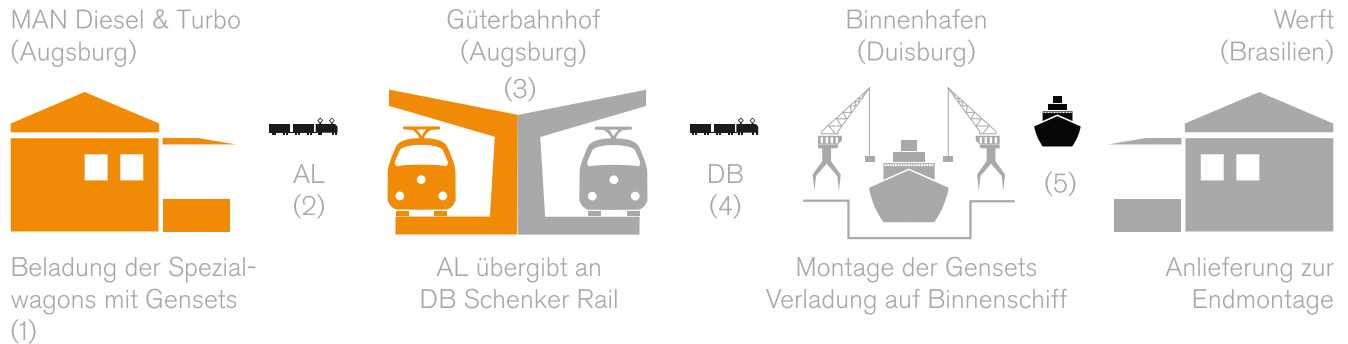 MAN Diesel & Turbo
(Augsburg)
Beladung der Spezial-
wagons mit Gensets
(1)
AL
(2)
Güterbahnhof
(Augsburg)
(3)
AL übergibt an
DB Schenker Rail
DB
(4)
Binnenhafen
(Duisburg)
Montage der Gensets
Verladung auf Binnenschiff
(5)
Werft
(Brasilien)
Anlieferung zur
Endmontage